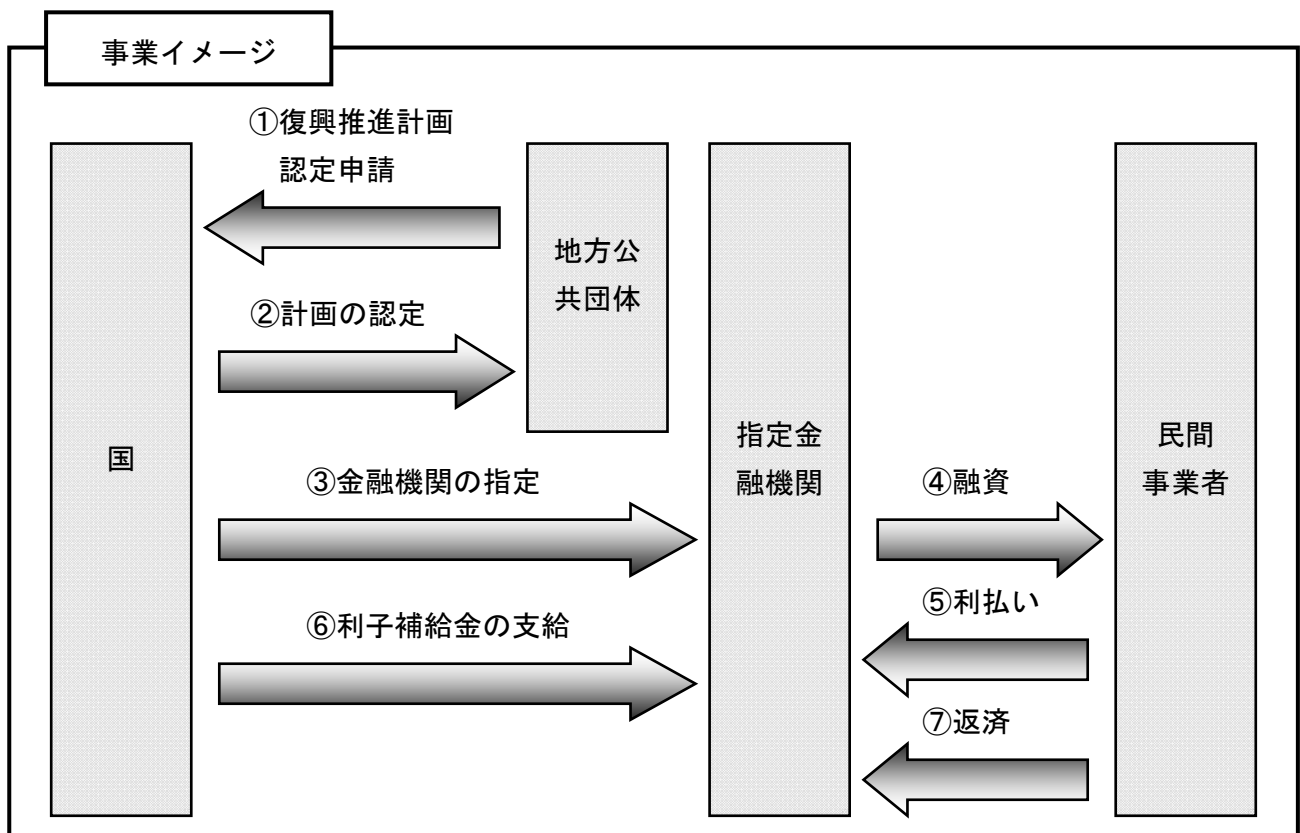 事業イメージ
①復興推進計画
認定申請
地方公
共団体
②計画の認定
国
指定金
融機関
民間
事業者
③金融機関の指定
④融資
⑤利払い
⑥利子補給金の支給
⑦返済